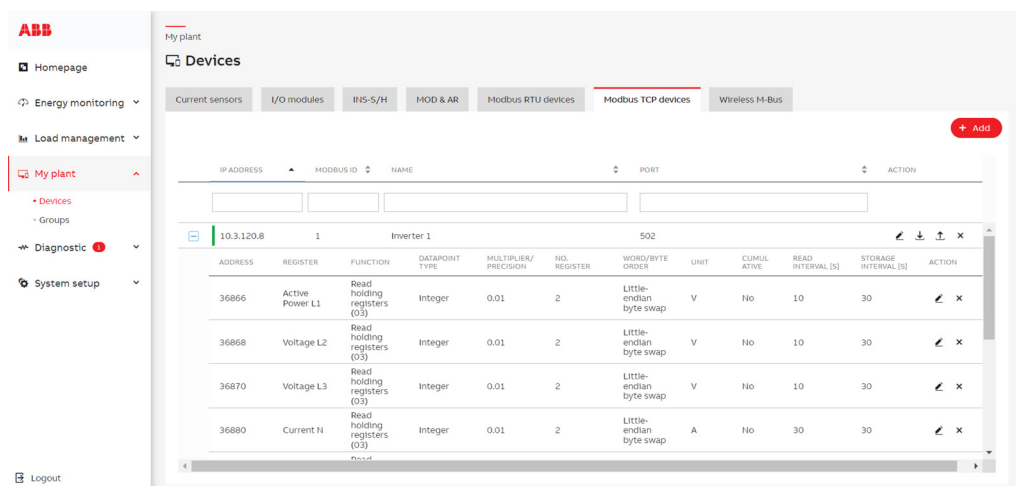 ABB
Homepage
Energy monitoring
Load management
My plant
• Devices
- Groups
Diagnostic 1
System setup
Logout
My plant
Devices
Current sensors I/O modules INS-S/H MOD & AR Modbus RTU devices Modbus TCP devices Wireless M-Bus
+ Add
IP ADDRESS MODBUS ID NAME PORT ACTION
10.3.120.8 1 Inverter 1 502
ADDRESS REGISTER FUNCTION DATAPOINT TYPE MULTIPLIER/ PRECISION NO. REGISTER WORD/BYTE ORDER UNIT CUMUL ATIVE READ INTERVAL [S] STORAGE INTERVAL [S] ACTION
36866 Active Power L1 Read holding registers (03) Integer 0.01 2 Little-endian byte swap V No 10 30
36868 Voltage L2 Read holding registers (03) Integer 0.01 2 Little-endian byte swap V No 10 30
36870 Voltage L3 Read holding registers (03) Integer 0.01 2 Little-endian byte swap V No 10 30
36880 Current N Read holding registers (03) Integer 0.01 2 Little-endian byte swap A No 30 30
Read